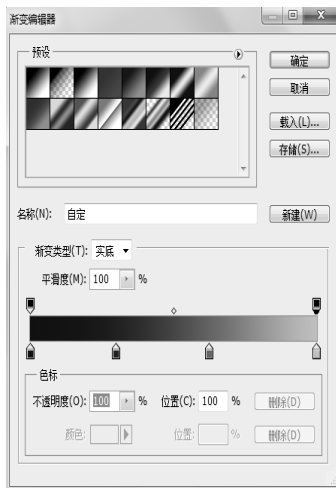 渐变编辑器
预设
确定
取消
载入(L)...
存储(S)...
名称(N): 自定
新建(W)
渐变类型(T): 实底
平滑度(M): 100 %
色标
不透明度(O): 100 % 位置(C): 100 % 删除(D)
颜色: 位置: % 删除(D)